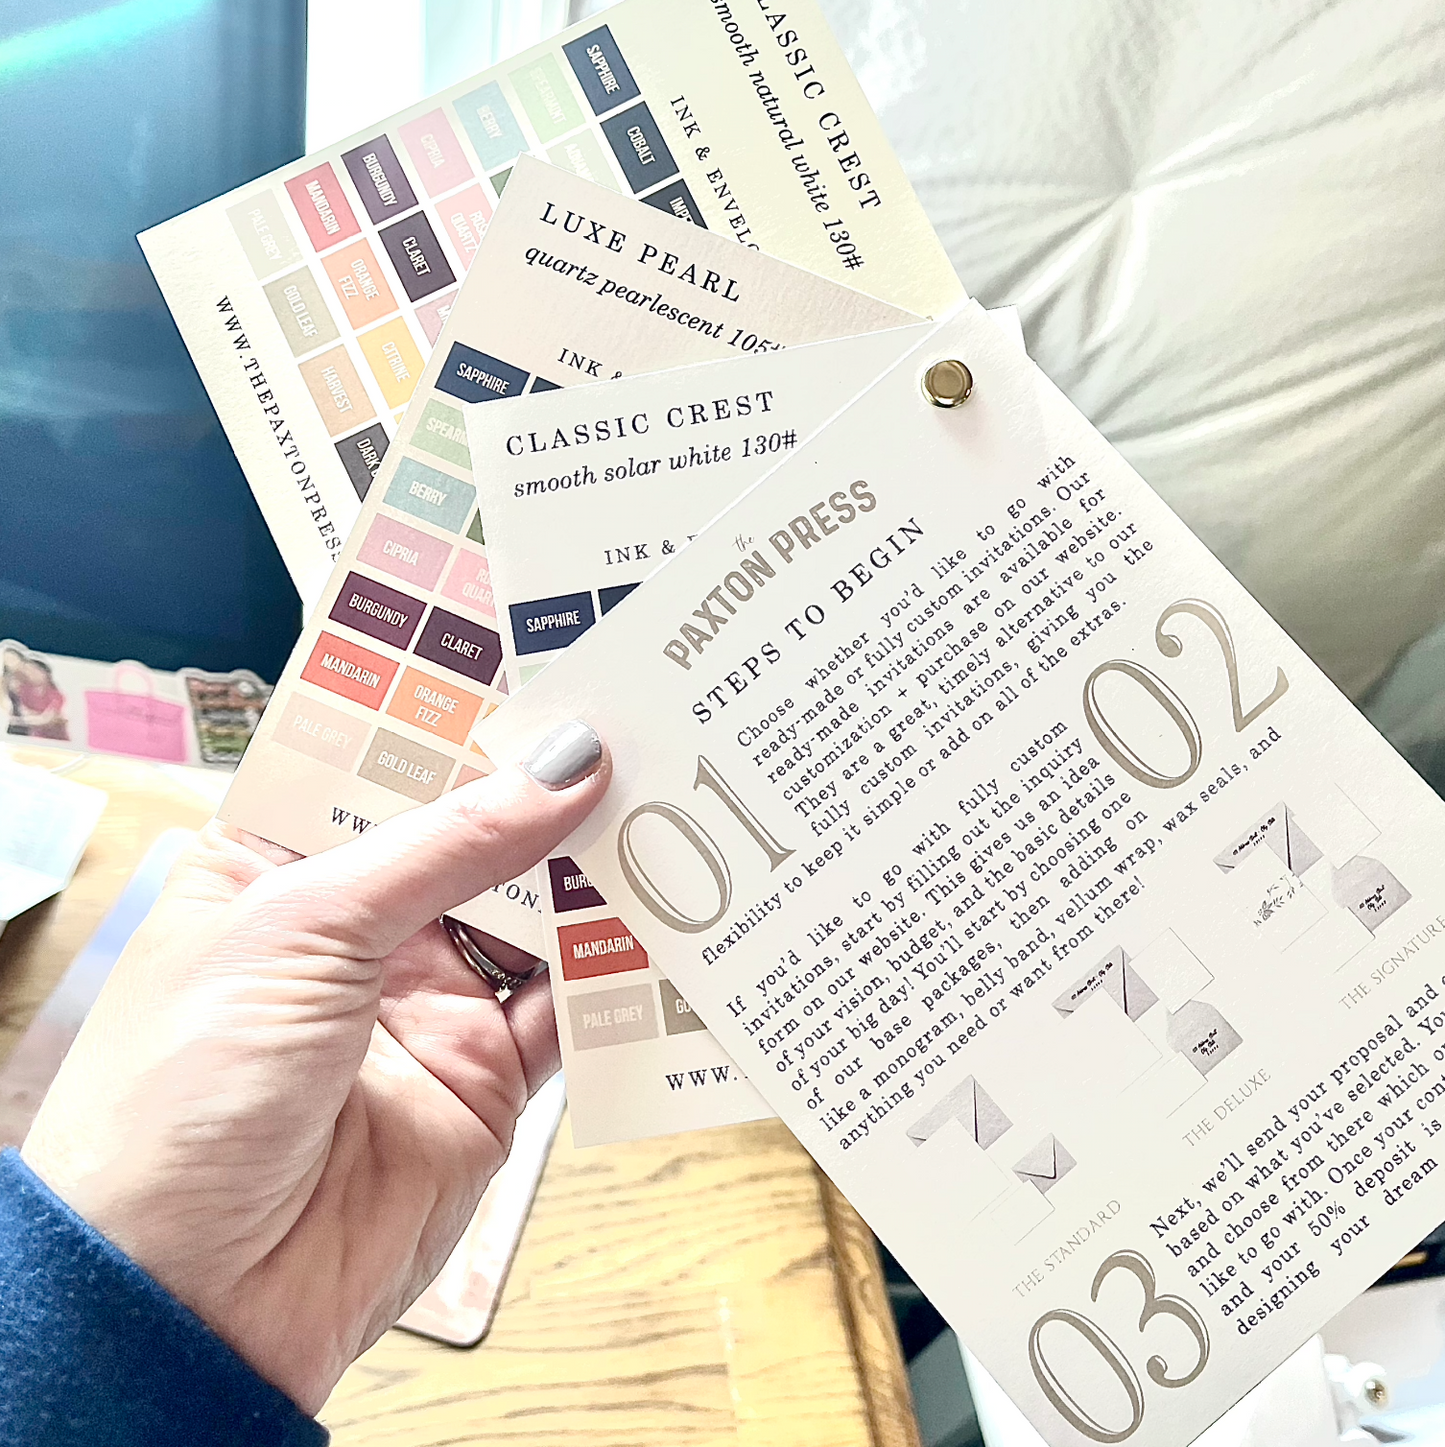 CLASSIC CREST
smooth natural white 130#
INK & ENVELO
SAPPHIRE
COBALT
SPEARMINT
BERRY
CIPRIA
ROSE QUARTZ
BURGUNDY
CLARET
MANDARIN
ORANGE FIZZ
CITRINE
PALE GREY
GOLD LEAF
HARVEST
DARK
WWW.THEPAXTONPRESS
LUXE PEARL
quartz pearlescent 105#
INK &
SAPPHIRE
SPEARM
BERRY
CIPRIA
BURGUNDY
CLARET
MANDARIN
ORANGE FIZZ
PALE GREY
GOLD LEAF
CLASSIC CREST
smooth solar white 130#
INK &
SAPPHIRE
MANDARIN
PALE GREY
WWW.
the
PAXTON PRESS
STEPS TO BEGIN
01
Choose whether you'd like to go with
ready-made or fully custom invitations. Our
ready-made invitations are available for
customization + purchase on our website.
They are a great, timely alternative to our
fully custom invitations, giving you the
flexibility to keep it simple or add on all of the extras.
02
If you'd like to go with fully custom
invitations, start by filling out the inquiry
form on our website. This gives us an idea
of your vision, budget, and the basic details
of your big day! You'll start by choosing one
of our base packages, then adding on
like a monogram, belly band, vellum wrap, wax seals, and
anything you need or want from there!
THE STANDARD
THE DELUXE
THE SIGNATURE
03
Next, we'll send your proposal and
based on what you've selected. Yo
and choose from there which o
like to go with. Once your cont
and your 50% deposit is
designing your dream